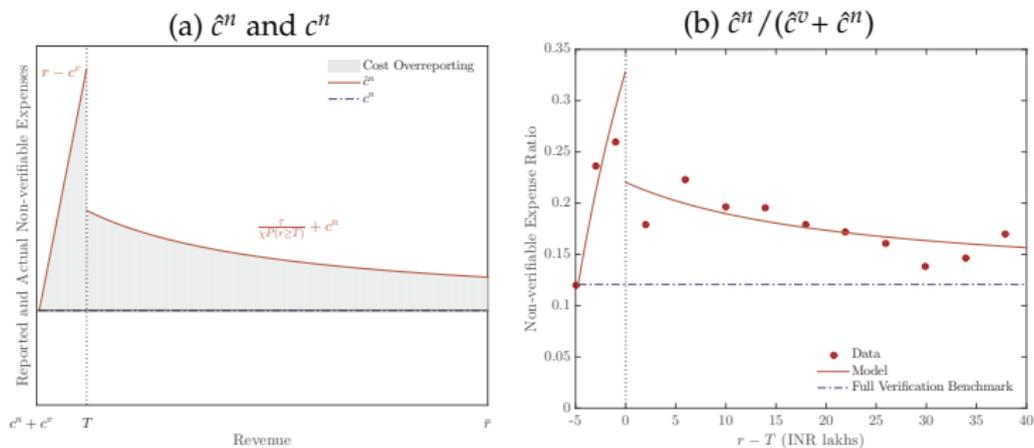 (a) ĉⁿ and cⁿ
Reported and Actual Non-verifiable Expenses
r − cᵛ
Cost Overreporting
ĉⁿ
cⁿ
τ/χP(r≥T) + cⁿ
cⁿ + cᵛ
T
r̄
Revenue
(b) ĉⁿ/(ĉᵛ + ĉⁿ)
Non-verifiable Expense Ratio
0.35
0.3
0.25
0.2
0.15
0.1
0.05
0
Data
Model
Full Verification Benchmark
-5 0 5 10 15 20 25 30 35 40
r − T (INR lakhs)